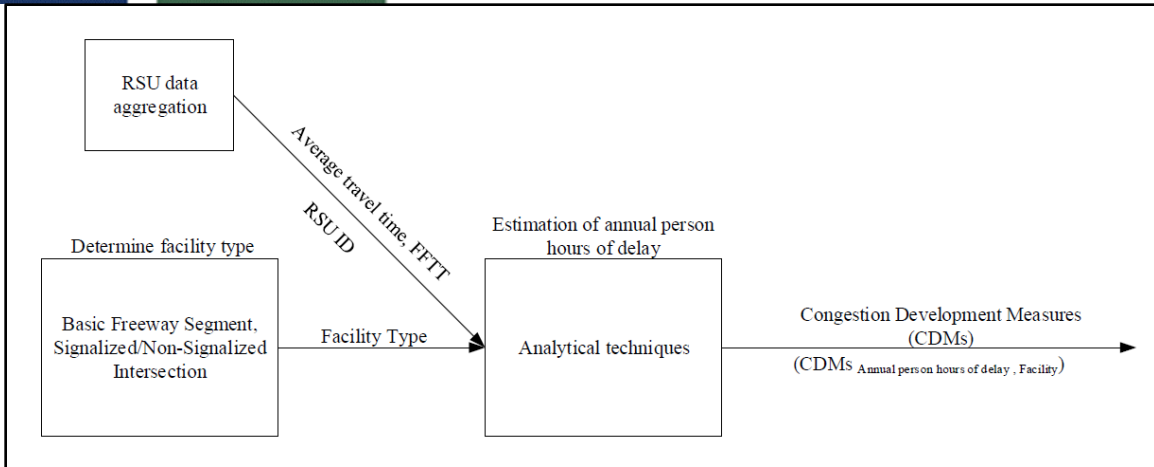 RSU data
aggregation
Average travel time, FFTT
RSU ID
Determine facility type
Basic Freeway Segment,
Signalized/Non-Signalized
Intersection
Facility Type
Estimation of annual person
hours of delay
Analytical techniques
Congestion Development Measures
(CDMs)
(CDMs Annual person hours of delay , Facility)